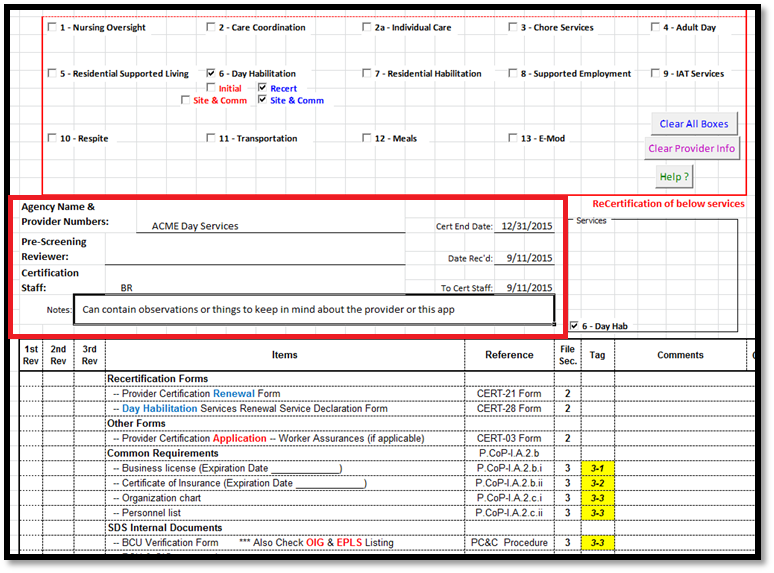 1 - Nursing Oversight 2 - Care Coordination 2a - Individual Care 3 - Chore Services 4 - Adult Day
5 - Residential Supported Living 6 - Day Habilitation 7 - Residential Habilitation 8 - Supported Employment 9 - IAT Services
Initial Recert
Site & Comm Site & Comm
10 - Respite 11 - Transportation 12 - Meals 13 - E-Mod
Clear All Boxes
Clear Provider Info
Help ?
Agency Name &
Provider Numbers: ACME Day Services Cert End Date: 12/31/2015
Pre-Screening
Reviewer: Date Rec'd: 9/11/2015
Certification
Staff: BR To Cert Staff: 9/11/2015
Notes: Can contain observations or things to keep in mind about the provider or this app
ReCertification of below services
Services
6 - Day Hab
1st Rev 2nd Rev 3rd Rev Items Reference File Sec. Tag Comments
Recertification Forms
-- Provider Certification Renewal Form CERT-21 Form 2
-- Day Habilitation Services Renewal Service Declaration Form CERT-28 Form 2
Other Forms
-- Provider Certification Application -- Worker Assurances (if applicable) CERT-03 Form 2
Common Requirements P.CoP-I.A.2.b
-- Business license (Expiration Date ____________) P.CoP-I.A.2.b.i 3 3-1
-- Certificate of Insurance (Expiration Date ____________) P.CoP-I.A.2.b.ii 3 3-2
-- Organization chart P.CoP-I.A.2.c.i 3 3-3
-- Personnel list P.CoP-I.A.2.c.ii 3 3-3
SDS Internal Documents
-- BCU Verification Form *** Also Check OIG & EPLS Listing PC&C Procedure 3 3-3